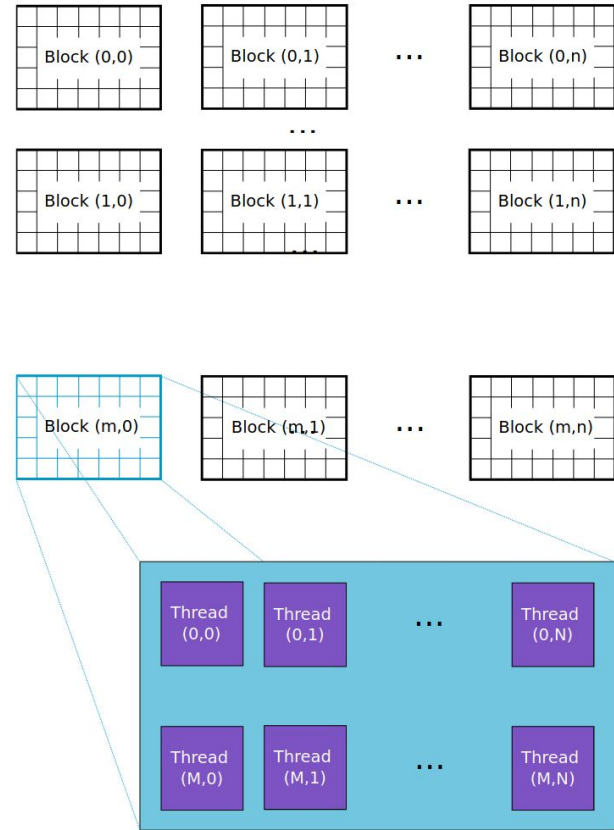 Block (0,0) Block (0,1) ... Block (0,n)
...
Block (1,0) Block (1,1) ... Block (1,n)
...
Block (m,0) Block (m,1) ... Block (m,n)
...
Thread Thread ... Thread
(0,0) (0,1) (0,N)
Thread Thread ... Thread
(M,0) (M,1) (M,N)